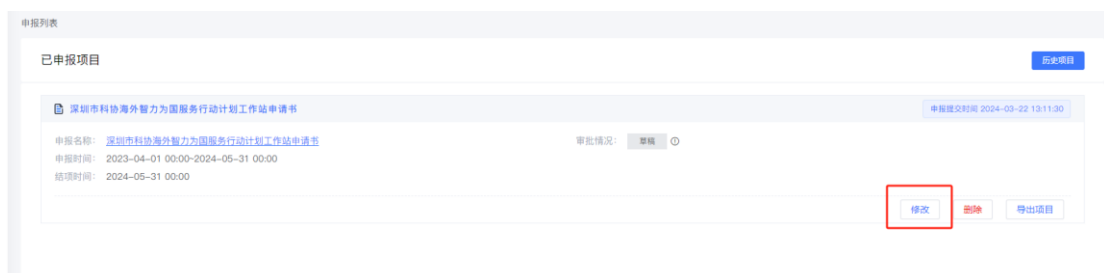 申报列表
已申报项目
历史项目
深圳市科协海外智力为国服务行动计划工作站申请书
申报提交时间 2024-03-22 13:11:30
申报名称: 深圳市科协海外智力为国服务行动计划工作站申请书
审批情况: 草稿
申报时间: 2023-04-01 00:00~2024-05-31 00:00
结项时间: 2024-05-31 00:00
修改 删除 导出项目